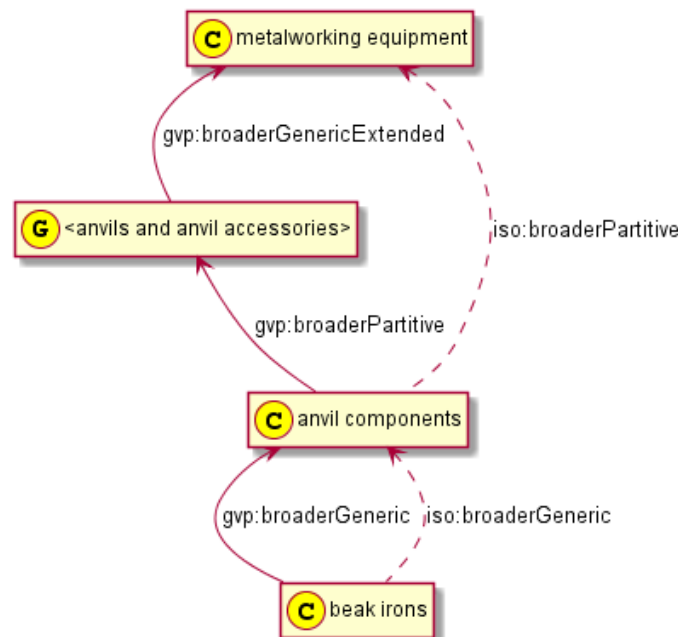 C metalworking equipment
gvp:broaderGenericExtended
iso:broaderPartitive
G <anvils and anvil accessories>
gvp:broaderPartitive
C anvil components
gvp:broaderGeneric
iso:broaderGeneric
C beak irons